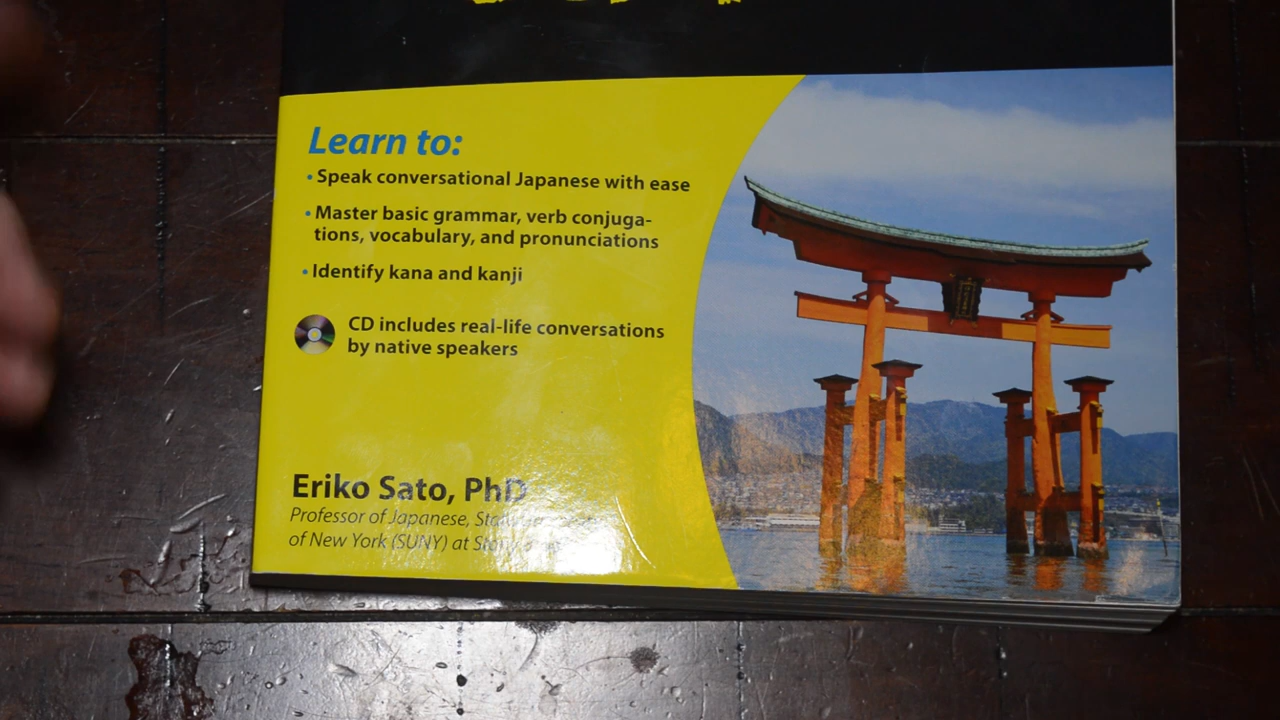 Learn to:
• Speak conversational Japanese with ease
• Master basic grammar, verb conjuga-
tions, vocabulary, and pronunciations
• Identify kana and kanji
CD includes real-life conversations
by native speakers
Eriko Sato, PhD
Professor of Japanese,
of New York (SUNY) at